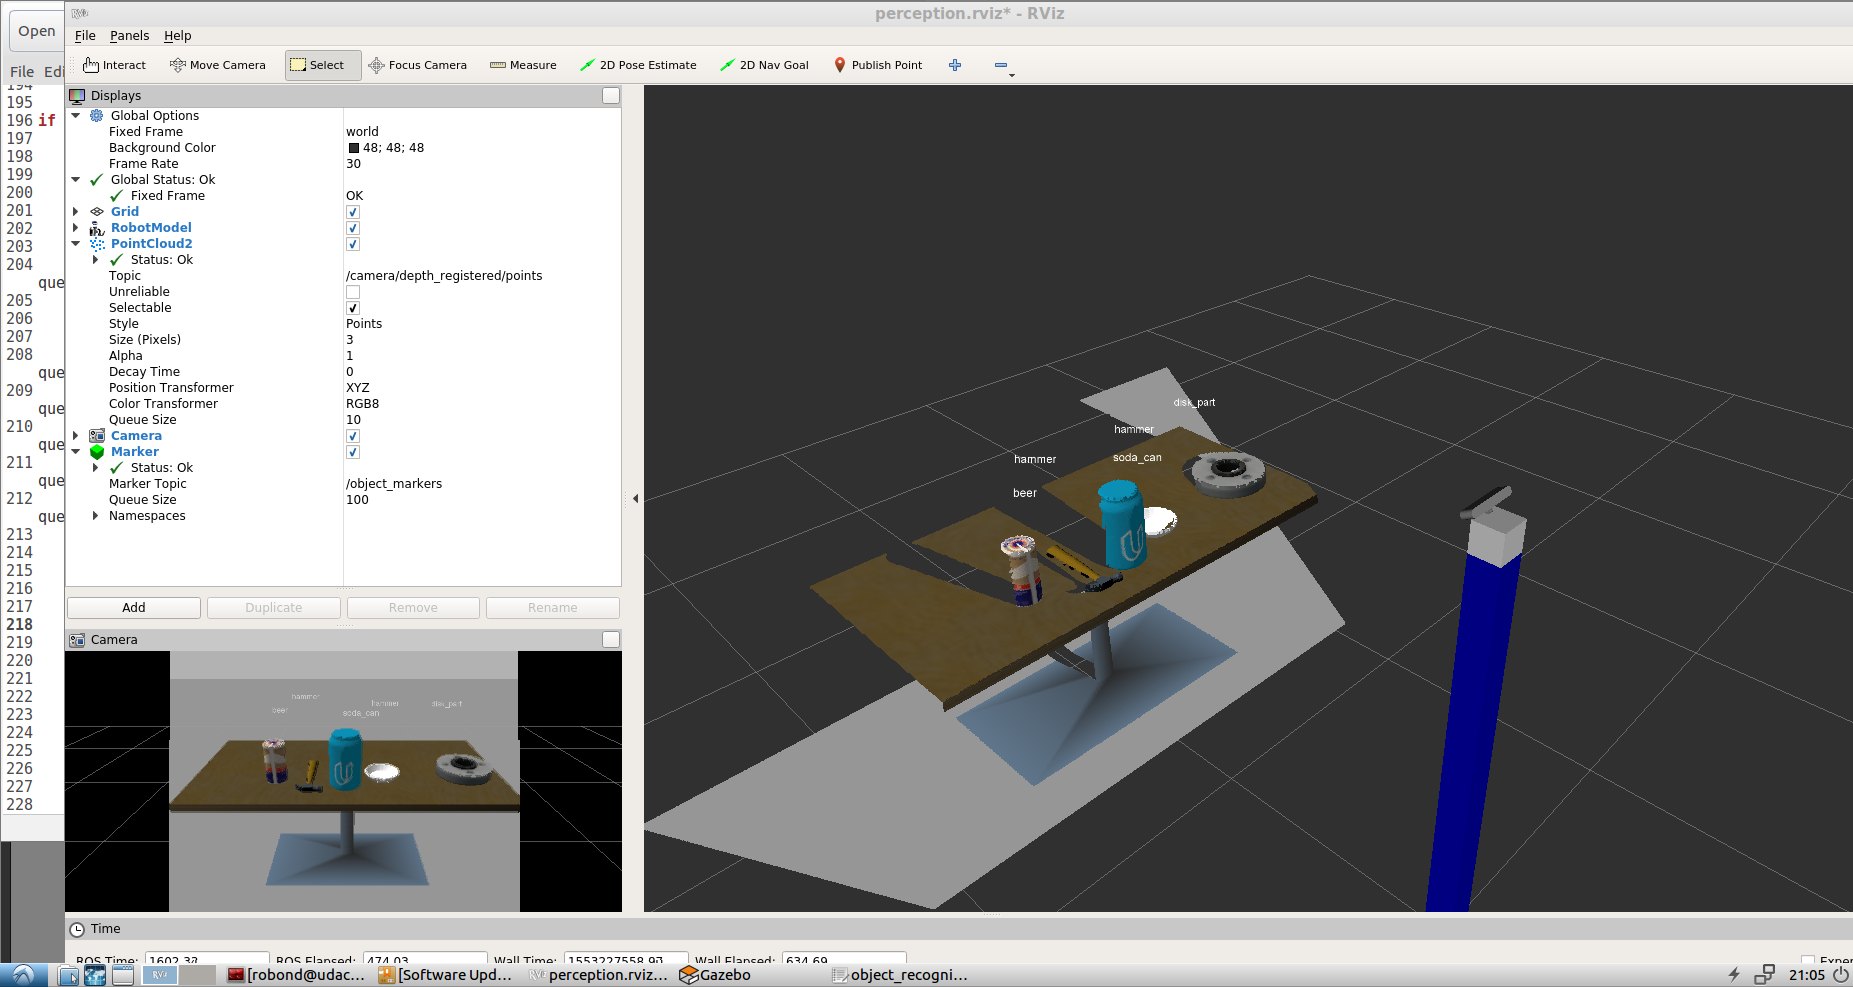 perception.rviz* - RViz
Open
File Edi
File Panels Help
Interact Move Camera Select Focus Camera Measure 2D Pose Estimate 2D Nav Goal Publish Point
Displays
Global Options
Fixed Frame world
Background Color 48; 48; 48
Frame Rate 30
Global Status: Ok
Fixed Frame OK
Grid
RobotModel
PointCloud2
Status: Ok
Topic /camera/depth_registered/points
Unreliable
Selectable
Style Points
Size (Pixels) 3
Alpha 1
Decay Time 0
Position Transformer XYZ
Color Transformer RGB8
Queue Size 10
Camera
Marker
Status: Ok
Marker Topic /object_markers
Queue Size 100
Namespaces
Add Duplicate Remove Rename
Camera
hammer
beer
hammer
soda_can
disk_part
194
195
196 if
197
198
199
200
201
202
203
204
que
205
206
207
208
que
209
que
210
que
211
que
212
que
213
214
215
216
217
218
219
220
221
222
223
224
225
226
227
228
disk_part
hammer
soda_can
hammer
beer
Time
ROS Time: ROS Elapsed: 474.03 Wall Time: Wall Elapsed: 634.69
RViz [robond@udac... [Software Upd... perception.rviz... Gazebo object_recogni... 21:05